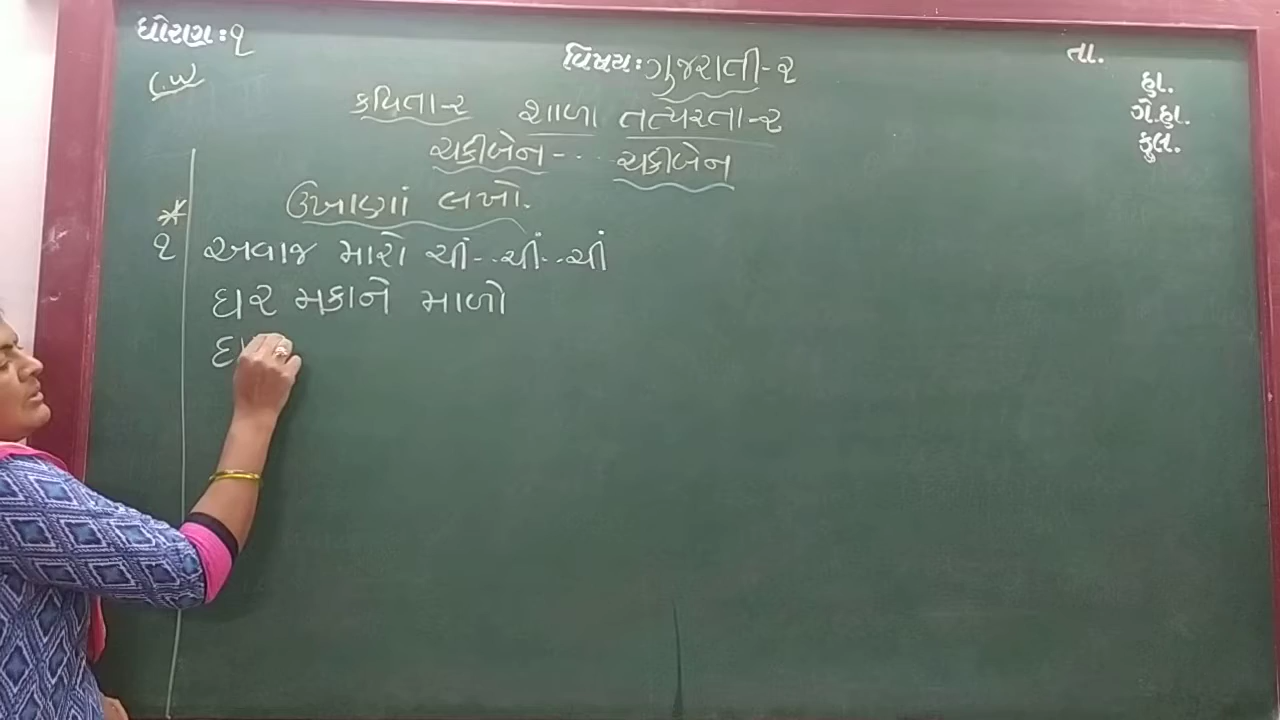 ધોરણ:૧
C.W
વિષય: ગુજરાતી-૨
તા.
હા.
ગે.હા.
કુલ.
કવિતા-૨ શાળા તત્પરતા-૨
ચકીબેન-... ચકીબેન
* ઉખાણાં લખો.
૧ અવાજ મારો ચીં-..ચીં-..ચીં
ઘર મકાને માળો